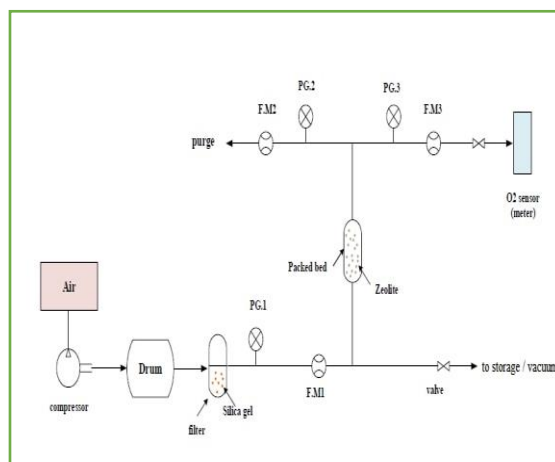 PG.2
PG.3
F.M2
F.M3
purge
O2 sensor
(meter)
Packed bed
Zeolite
Air
PG.1
Drum
to storage / vacuum
compressor
Silica gel
filter
F.M1
valve